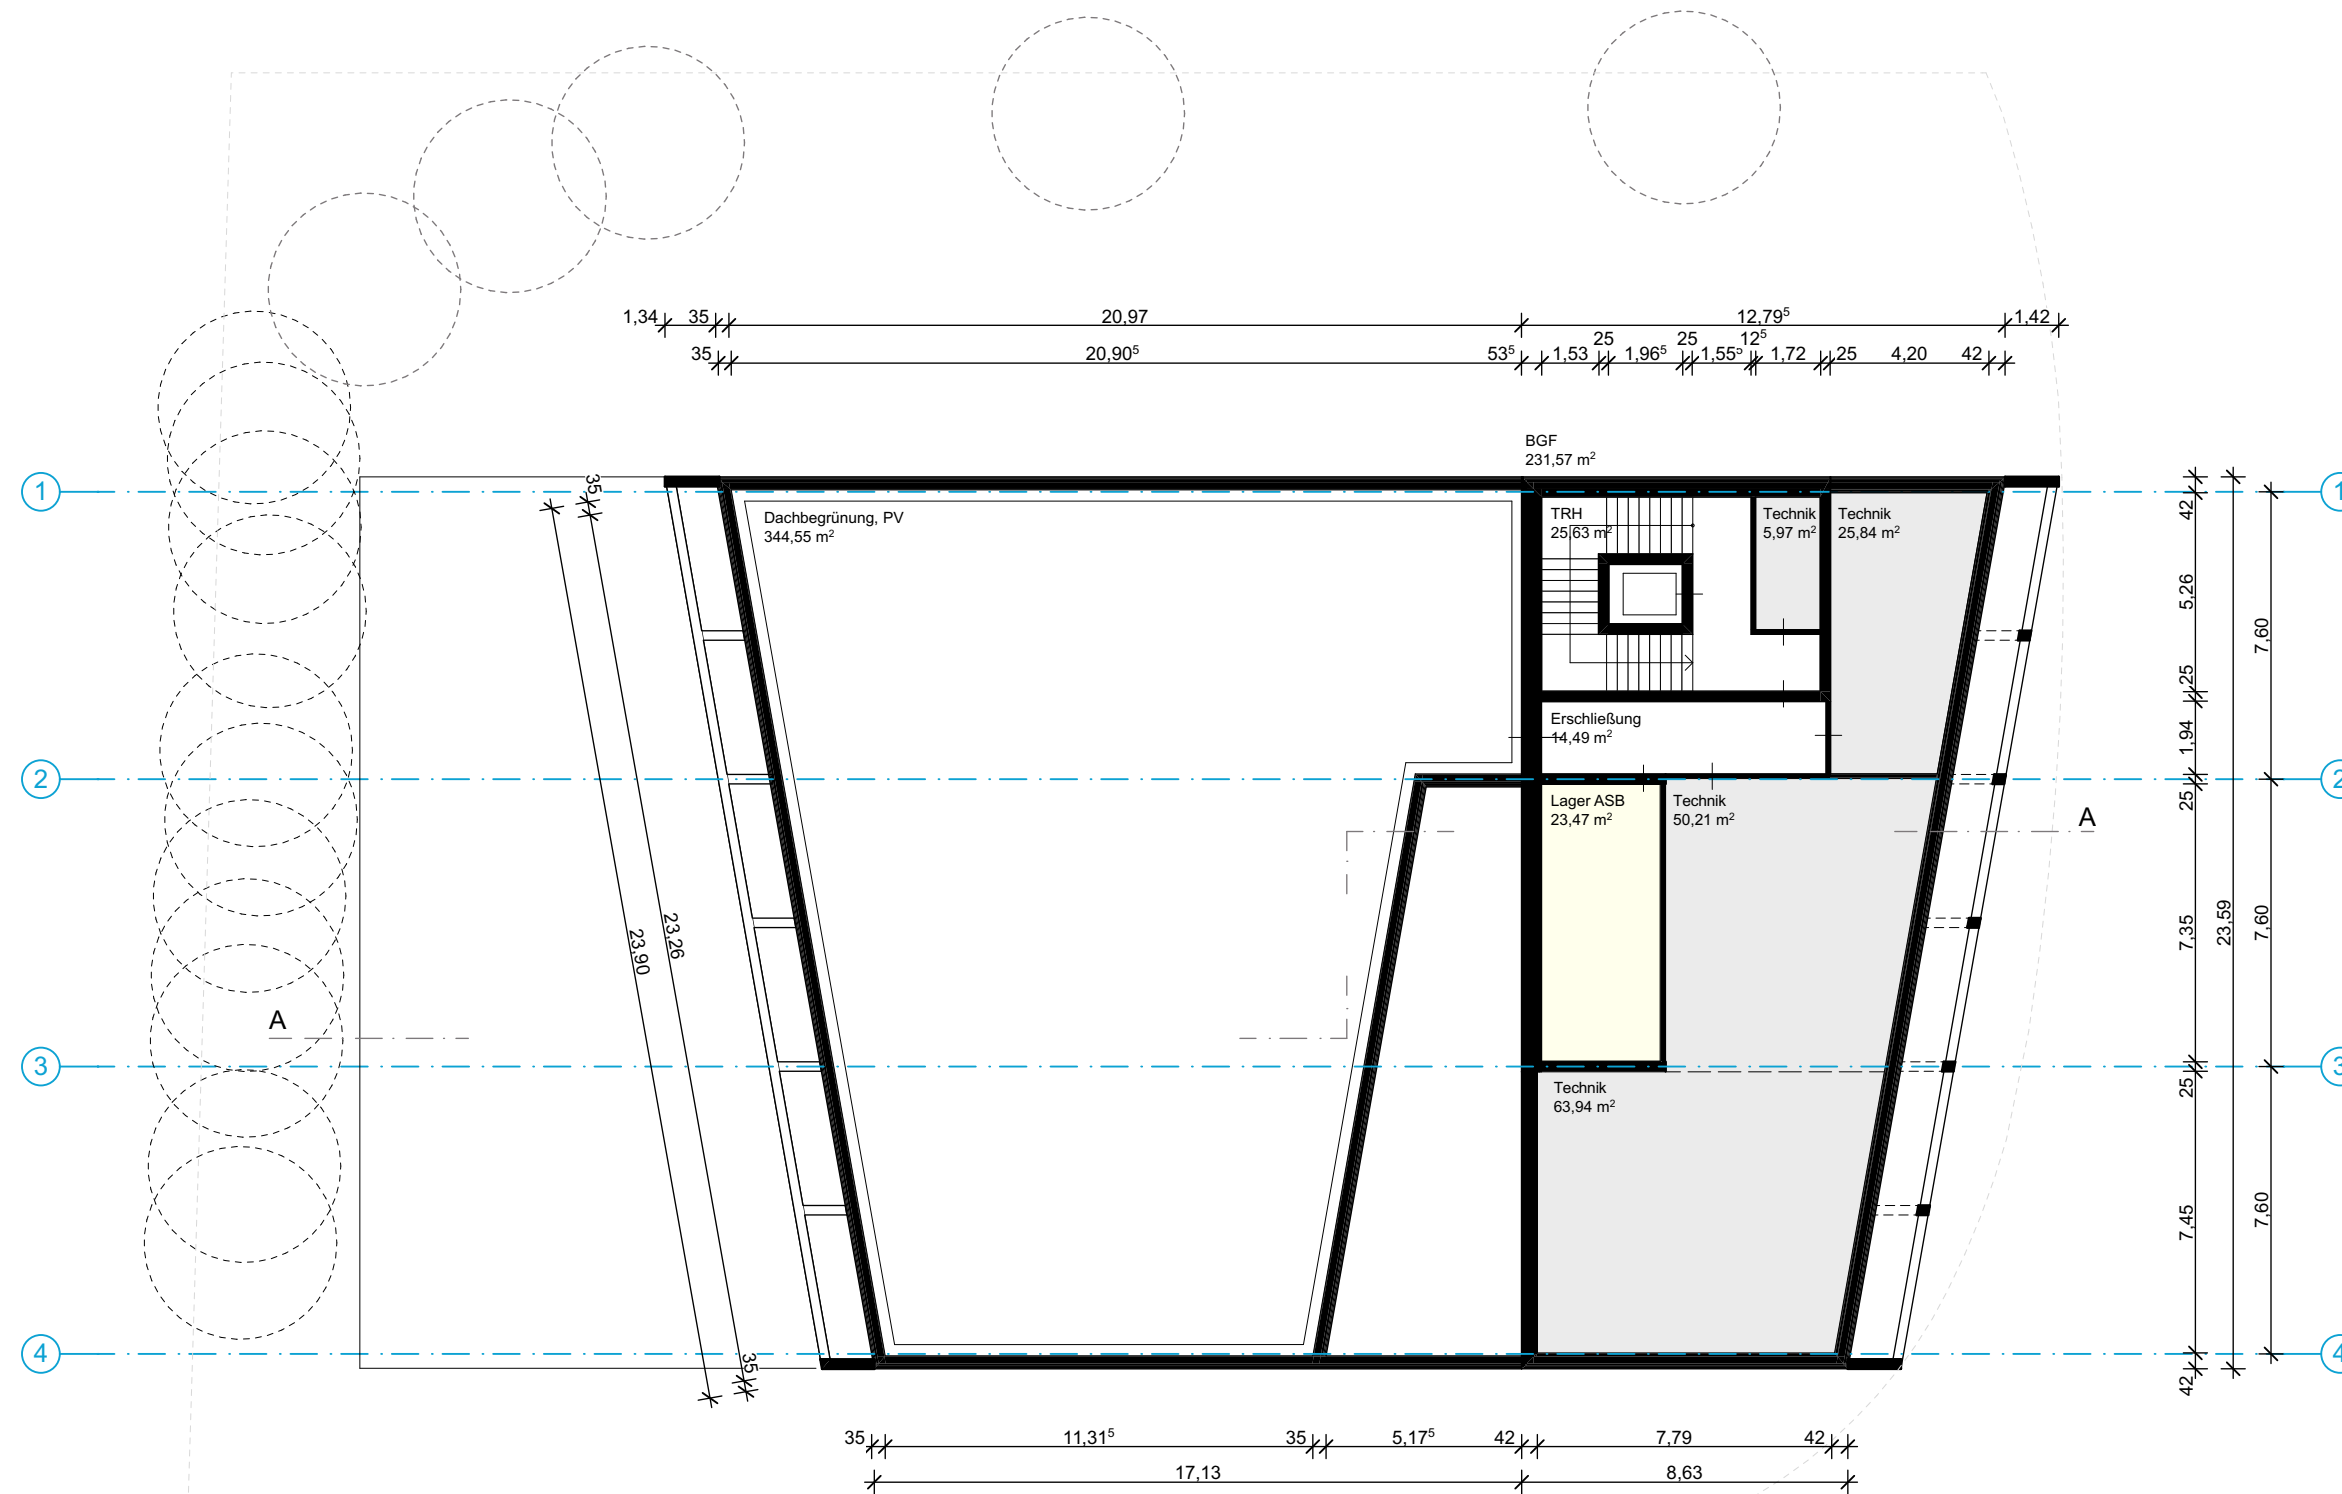 1,34 35 20,97 12,79⁵ 1,42
25 25 12⁵
35 20,90⁵ 53⁵ 1,53 1,96⁵ 1,55⁵ 1,72 25 4,20 42
BGF
231,57 m²
1
1
35
42
Dachbegrünung, PV
344,55 m²
TRH
25,63 m²
Technik
5,97 m²
Technik
25,84 m²
5,26
7,60
25
Erschließung
14,49 m²
1,94
2
2
25
Lager ASB
23,47 m²
Technik
50,21 m²
A
23,90
23,26
7,35
23,59
7,60
A
3
3
25
Technik
63,94 m²
7,45
7,60
4
4
35
42
35 11,31⁵ 35 5,17⁵ 42 7,79 42
17,13 8,63